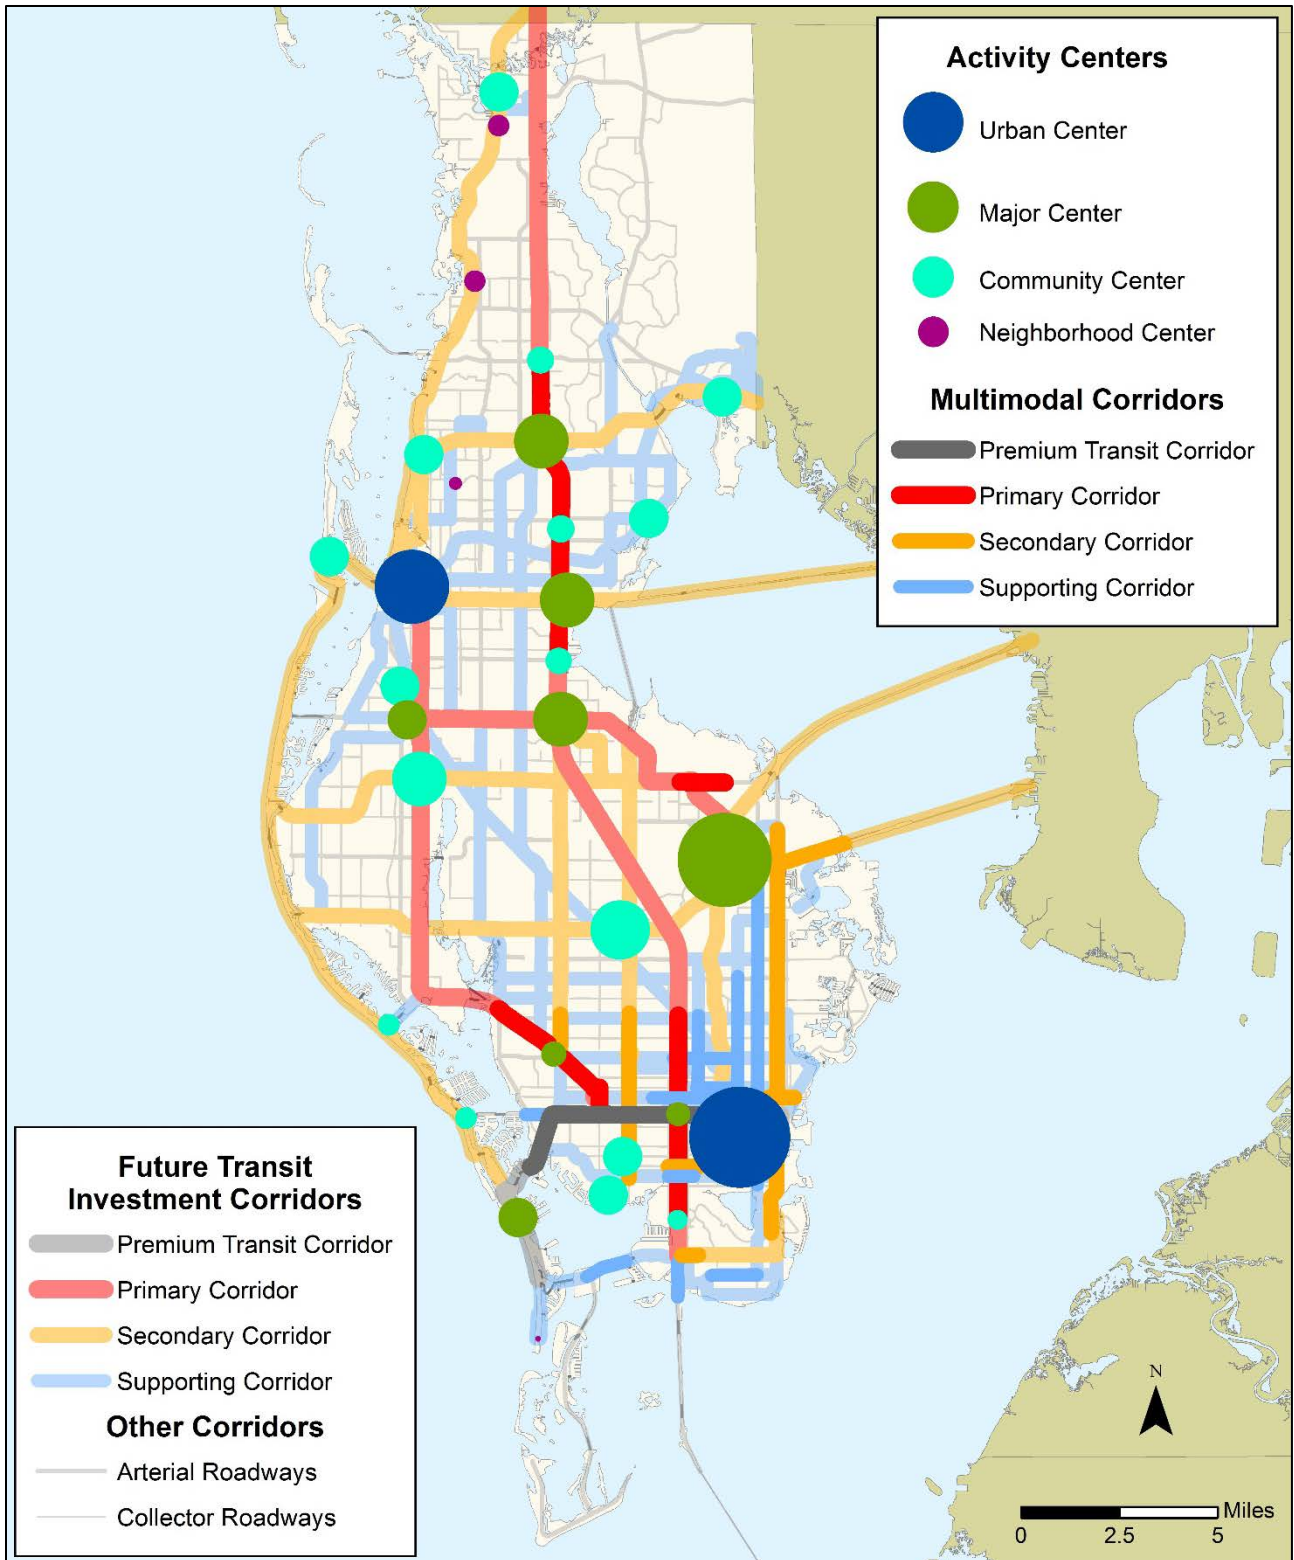 Activity Centers
Urban Center
Major Center
Community Center
Neighborhood Center
Multimodal Corridors
Premium Transit Corridor
Primary Corridor
Secondary Corridor
Supporting Corridor
Future Transit
Investment Corridors
Premium Transit Corridor
Primary Corridor
Secondary Corridor
Supporting Corridor
Other Corridors
Arterial Roadways
Collector Roadways
N
Miles
0 2.5 5